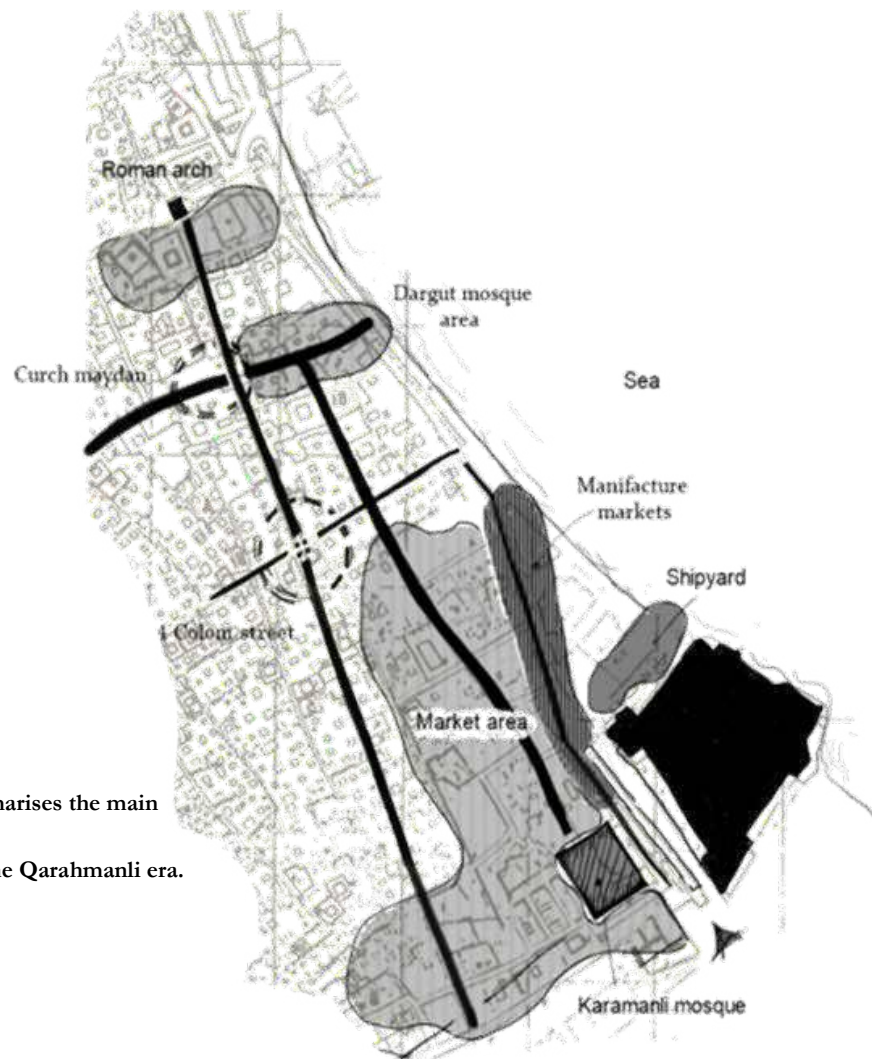 Roman arch
Dargut mosque
area
Curch maydan
Sea
Manifacture
markets
Shipyard
4 Colom street
Market area
marises the main
e Qarahmanli era.
Karamanli mosque